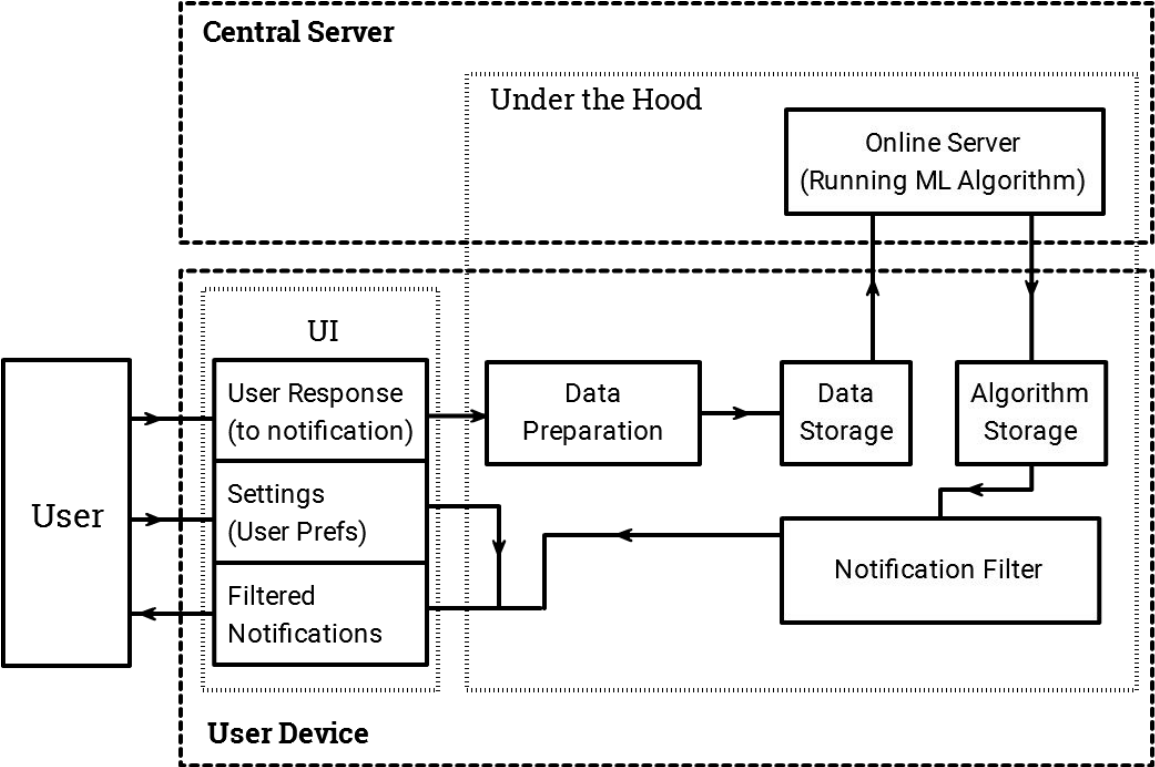 Central Server
Under the Hood
Online Server
(Running ML Algorithm)
UI
User
User Response
(to notification)
Settings
(User Prefs)
Filtered
Notifications
Data
Preparation
Data
Storage
Algorithm
Storage
Notification Filter
User Device